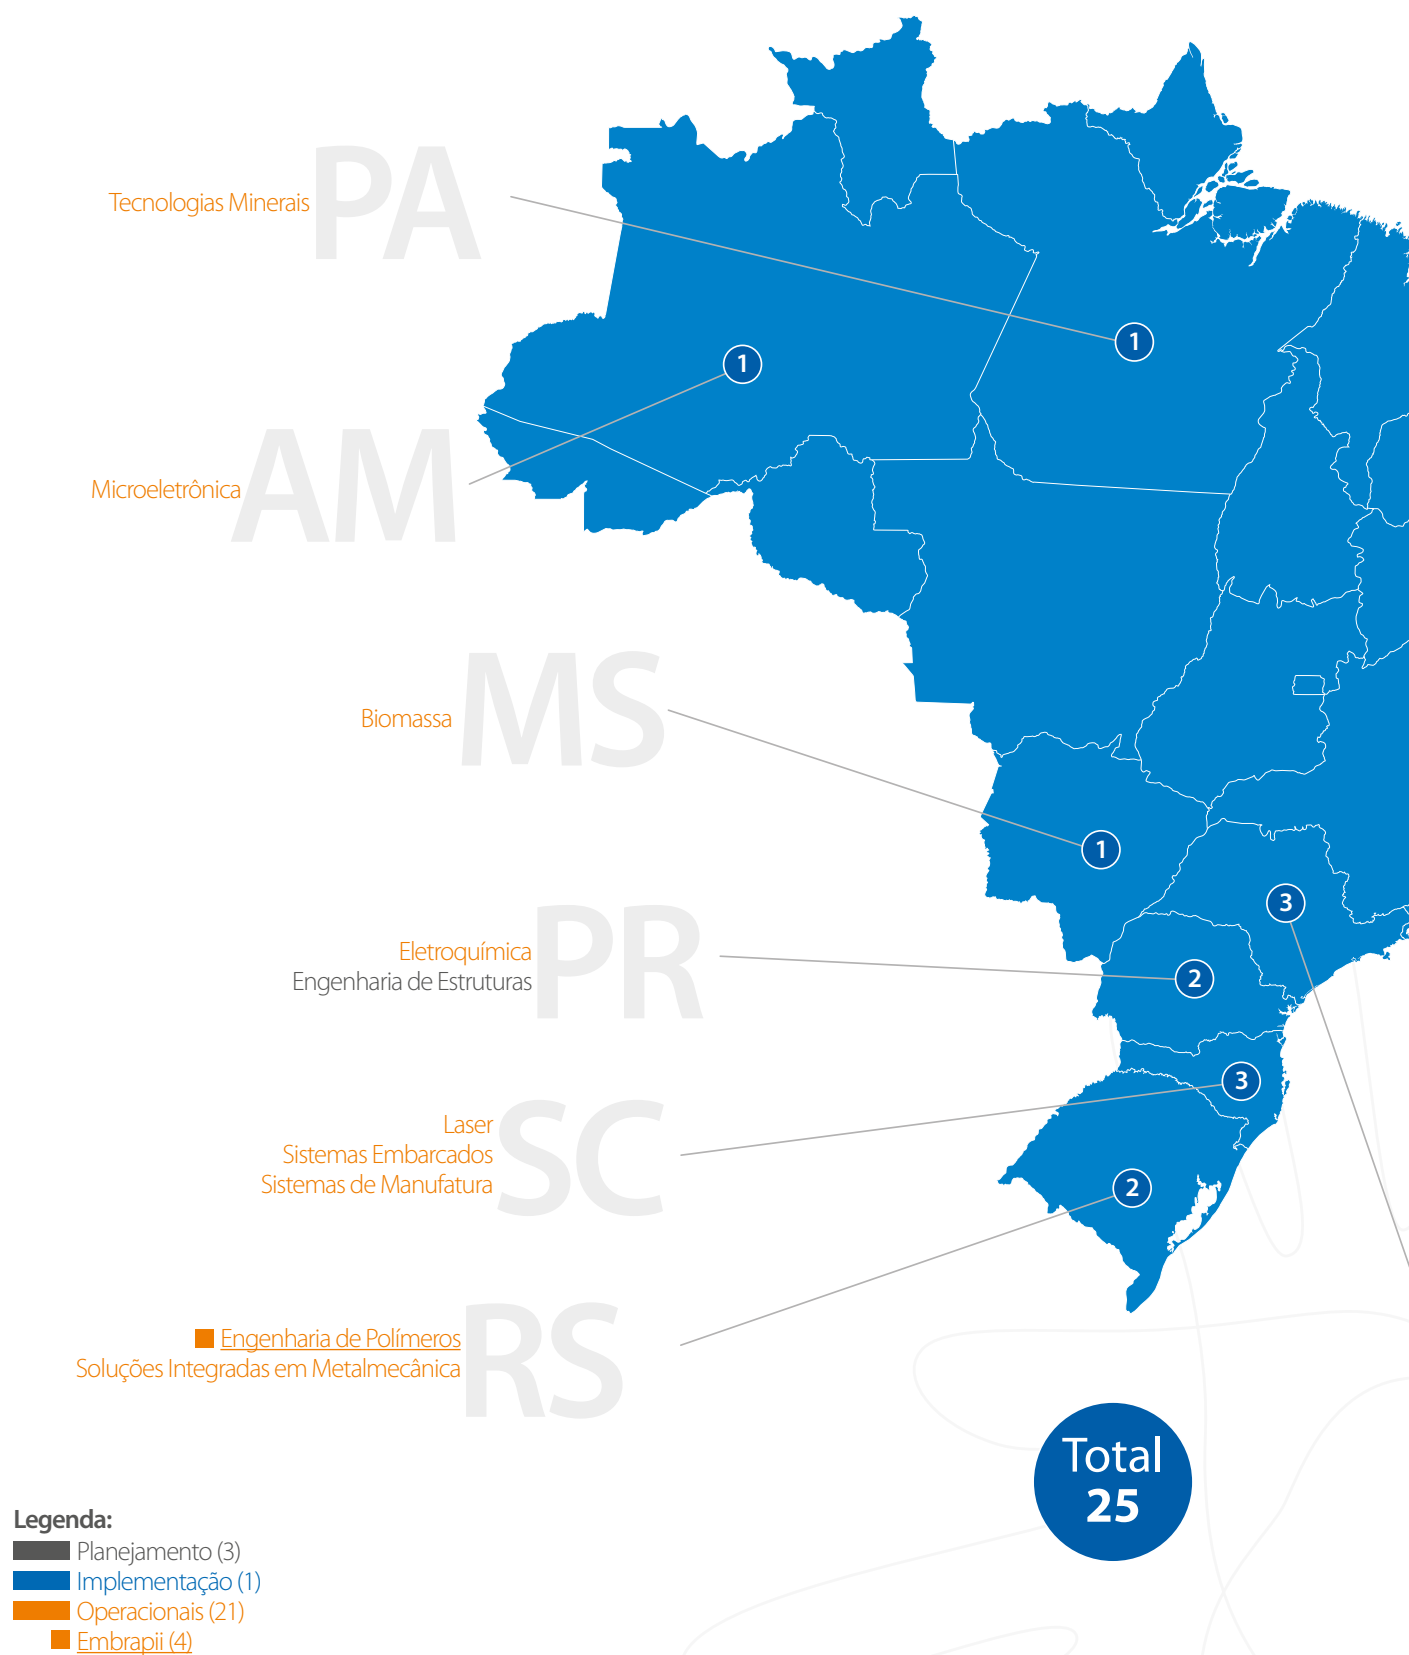 PA
Tecnologias Minerais
1
1
AM
Microeletrônica
MS
Biomassa
1
3
PR
Eletroquímica
Engenharia de Estruturas
2
3
SC
Laser
Sistemas Embarcados
Sistemas de Manufatura
2
RS
Engenharia de Polímeros
Soluções Integradas em Metalmecânica
Total
25
Legenda:
Planejamento (3)
Implementação (1)
Operacionais (21)
Embrapii (4)